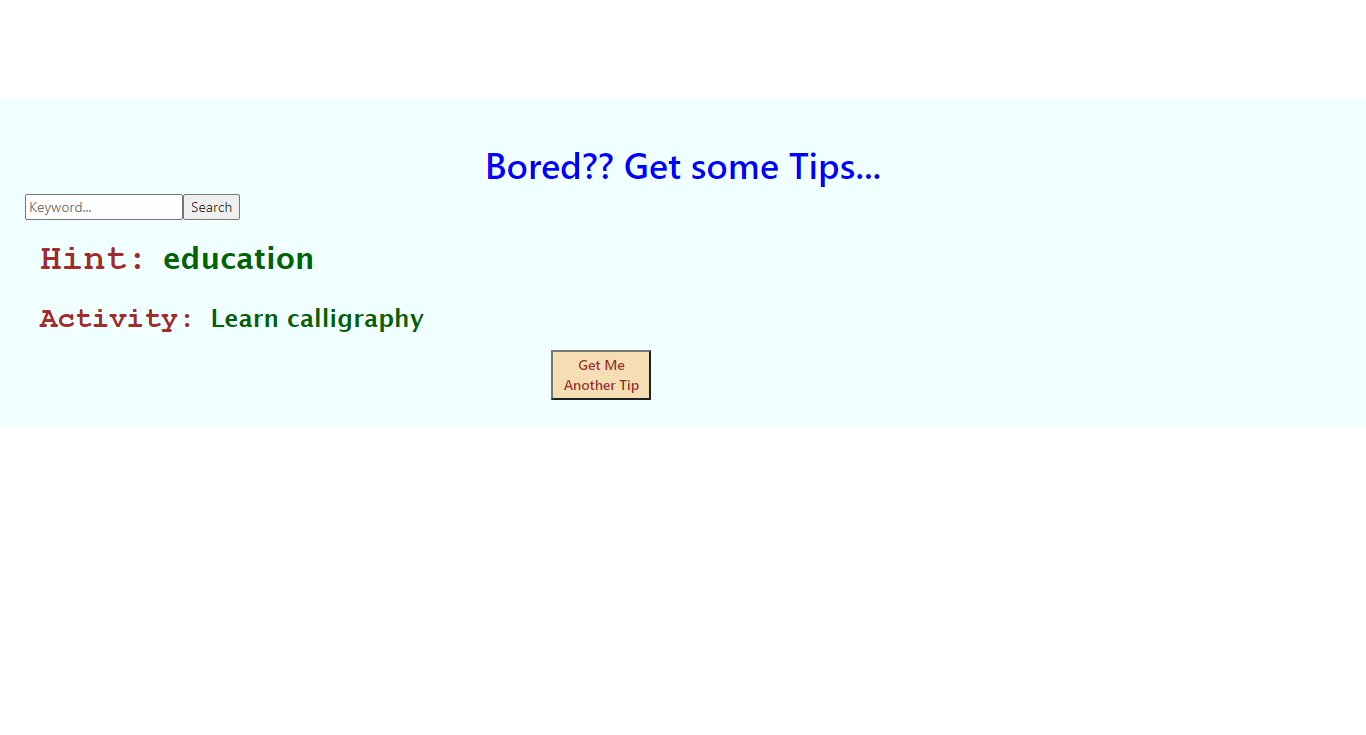 Bored?? Get some Tips...
Keyword... Search
Hint: education
Activity: Learn calligraphy
Get Me
Another Tip